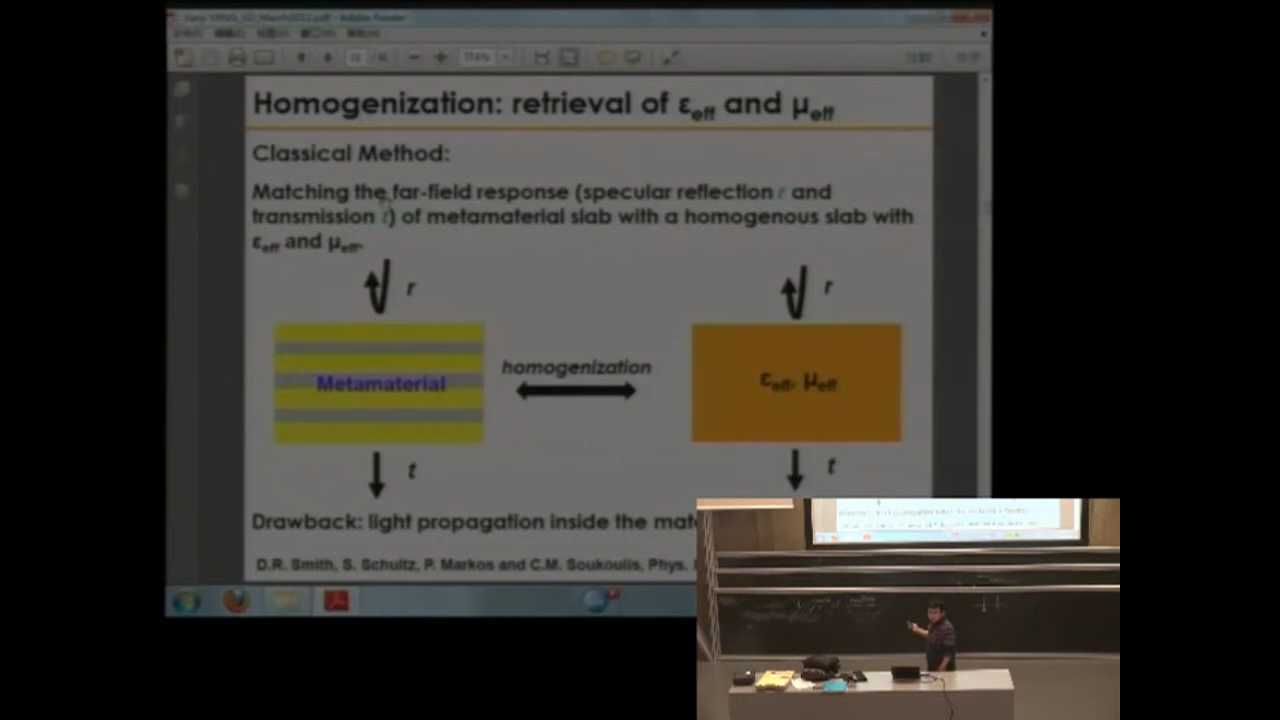 Homogenization: retrieval of εeff and μeff
Classical Method:
Matching the far-field response (specular reflection r and
transmission t) of metamaterial slab with a homogenous slab with
εeff and μeff.
r
r
Metamaterial
homogenization
εeff, μeff
t
t
Drawback: light propagation inside the
D.R. Smith, S. Schultz, P. Markos and C.M. Soukoulis, Phys.